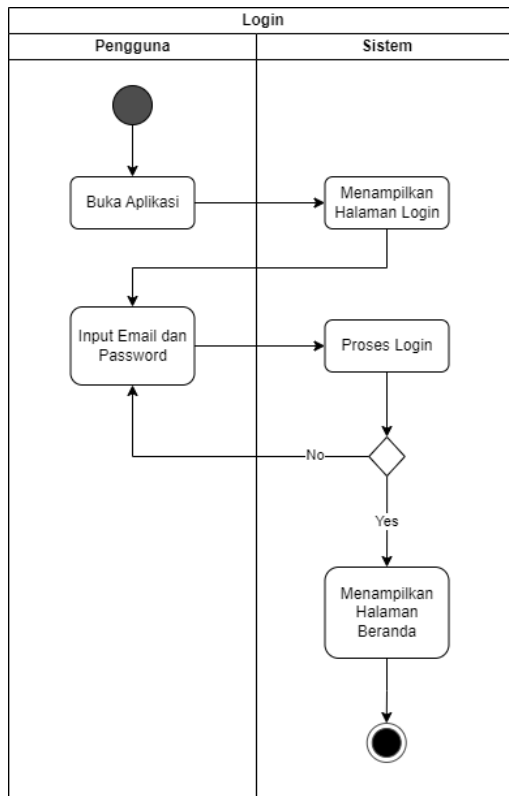 Login
Pengguna
Sistem
Buka Aplikasi
Menampilkan
Halaman Login
Input Email dan
Password
Proses Login
No
Yes
Menampilkan
Halaman
Beranda